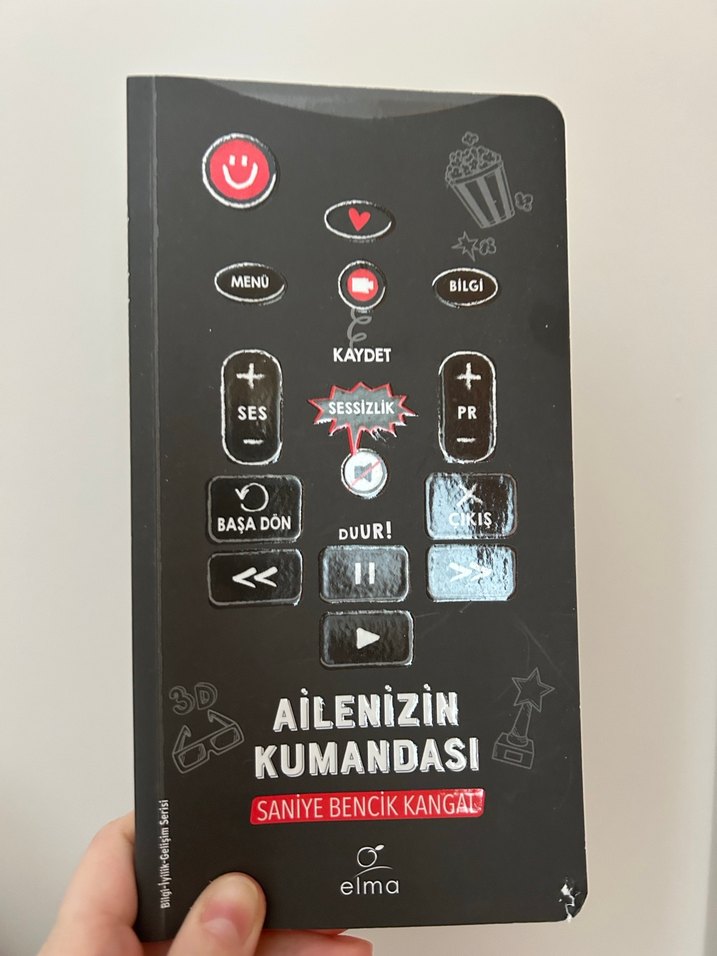 MENÜ
BİLGİ
KAYDET
+
SES
-
SESSİZLİK
+
PR
-
BAŞA DÖN
ÇIKIŞ
DUUR!
<<
>>
3D
AİLENİZİN
KUMANDASI
SANİYE BENCİK KANGAL
Bilgi-İyilik-Gelişim Serisi
elma